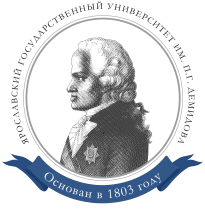 ЯРОСЛАВСКИЙ ГОСУДАРСТВЕННЫЙ УНИВЕРСИТЕТ ИМ. П.Г. ДЕМИДОВА
Основан в 1803 году